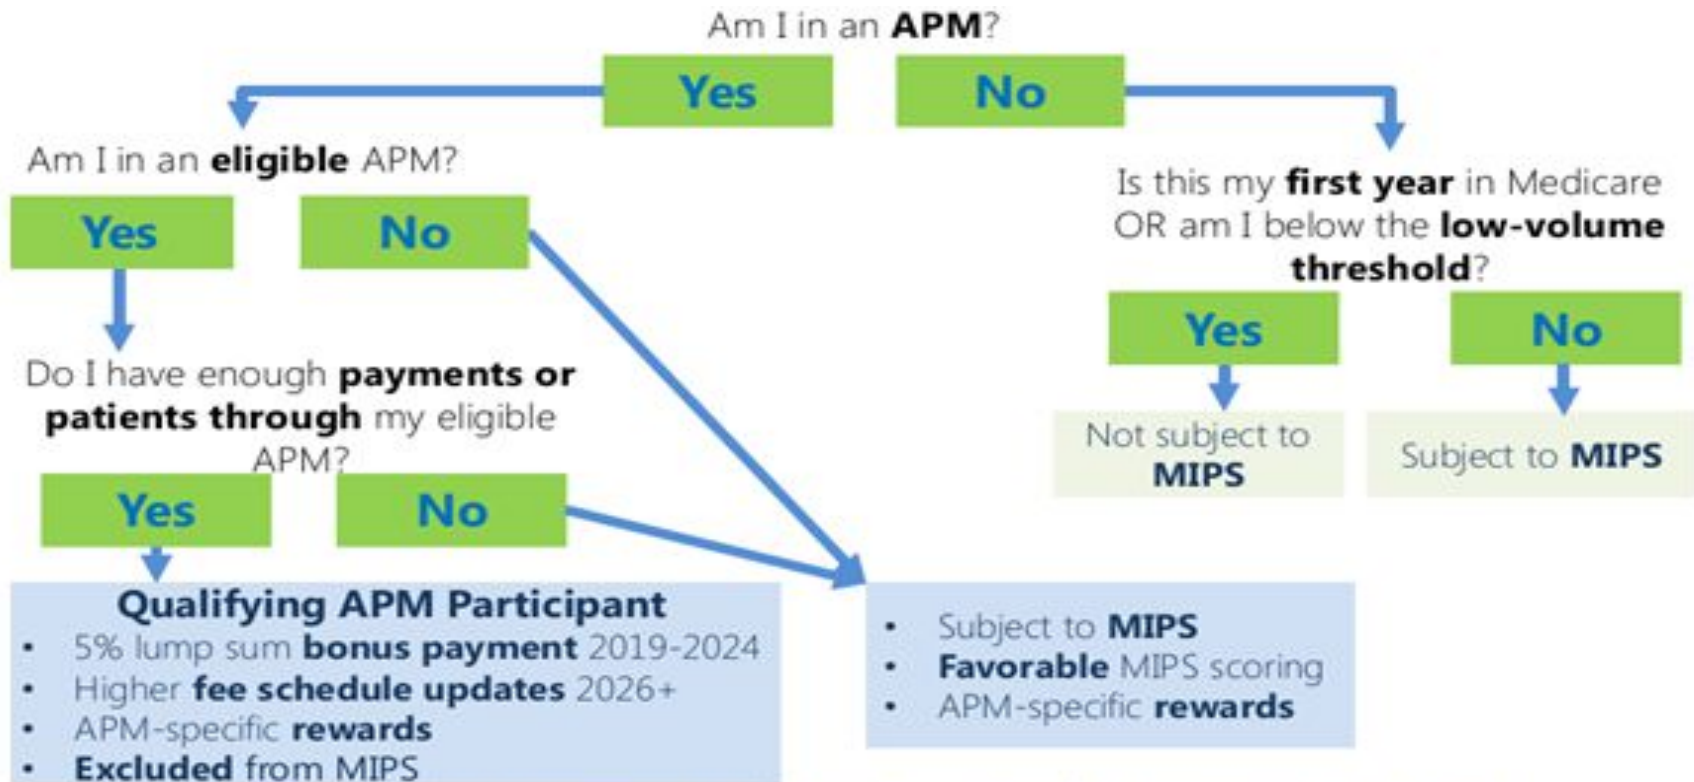 Am I in an APM?
Yes
No
Am I in an eligible APM?
Yes
No
Is this my first year in Medicare
OR am I below the low-volume
threshold?
Yes
No
Not subject to
MIPS
Subject to MIPS
Do I have enough payments or
patients through my eligible
APM?
Yes
No
Qualifying APM Participant
• 5% lump sum bonus payment 2019-2024
• Higher fee schedule updates 2026+
• APM-specific rewards
• Excluded from MIPS
• Subject to MIPS
• Favorable MIPS scoring
• APM-specific rewards